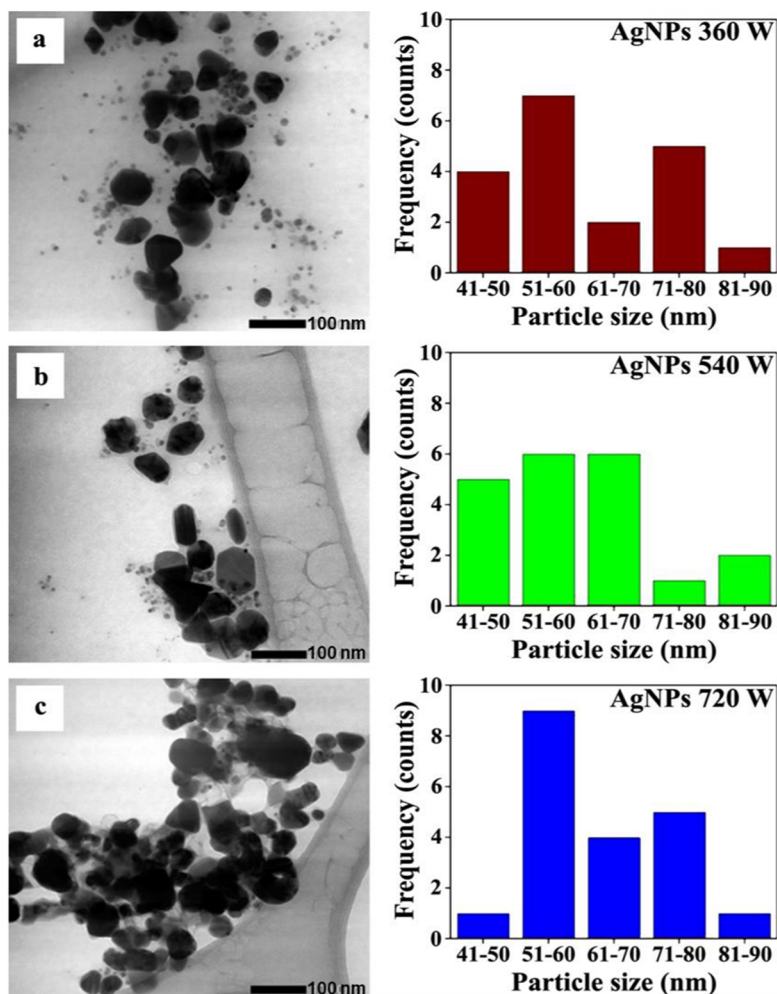 a
100 nm
AgNPs 360 W
Frequency (counts)
10
8
6
4
2
0
41-50 51-60 61-70 71-80 81-90
Particle size (nm)
b
100 nm
AgNPs 540 W
Frequency (counts)
10
8
6
4
2
0
41-50 51-60 61-70 71-80 81-90
Particle size (nm)
c
100 nm
AgNPs 720 W
Frequency (counts)
10
8
6
4
2
0
41-50 51-60 61-70 71-80 81-90
Particle size (nm)